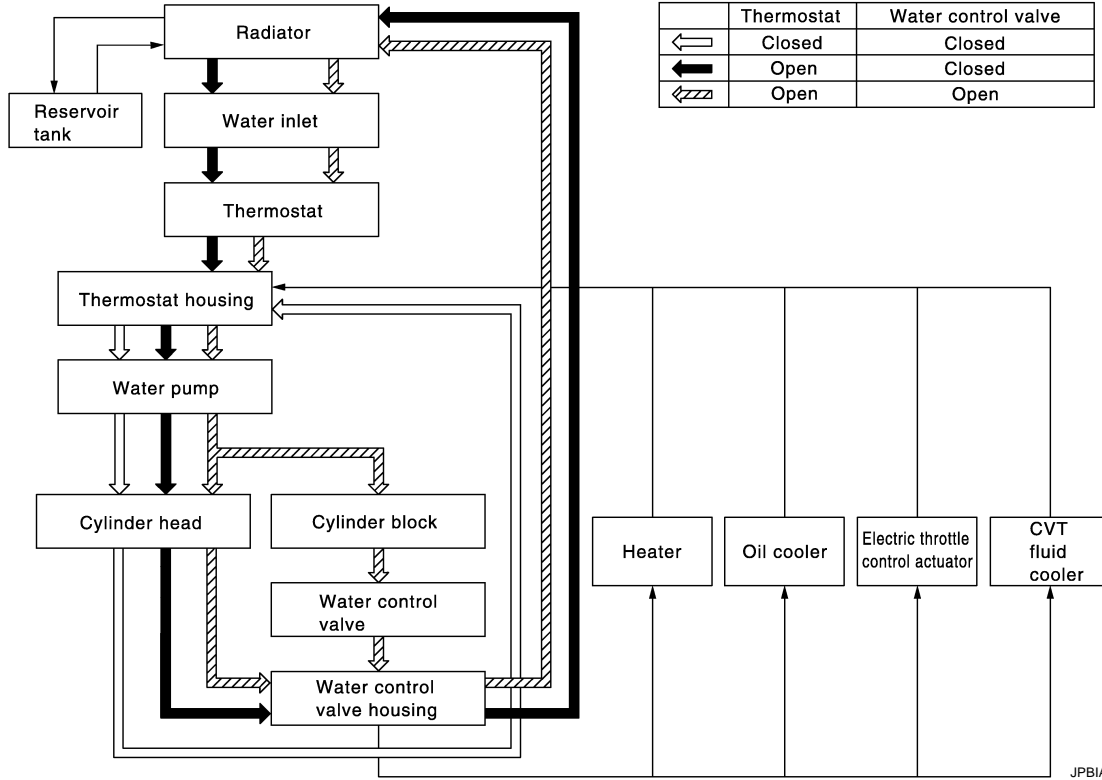 Thermostat Water control valve
Closed Closed
Open Closed
Open Open
Radiator
Reservoir
tank
Water inlet
Thermostat
Thermostat housing
Water pump
Cylinder head
Cylinder block
Water control
valve
Water control
valve housing
Heater
Oil cooler
Electric throttle
control actuator
CVT
fluid
cooler